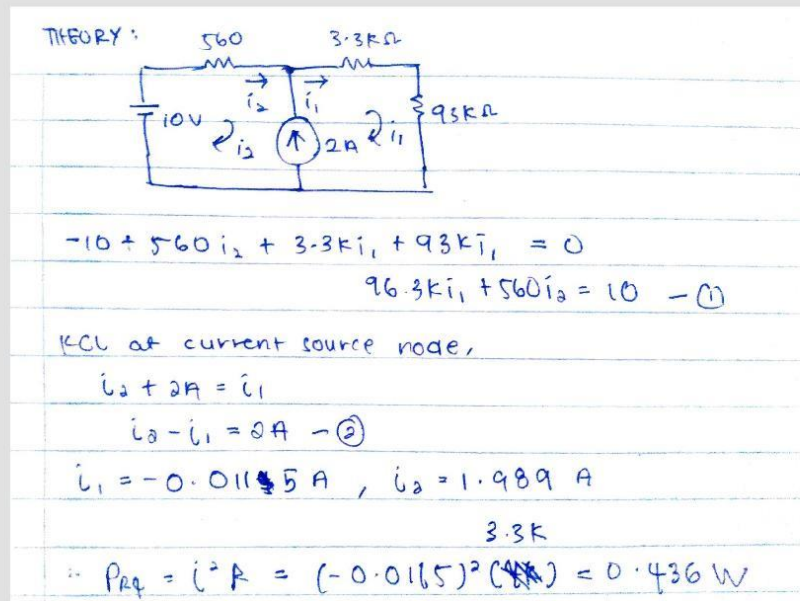 THEORY:
560 3.3KΩ
i₂ i₁
10V i₂ 2A i₁ 93KΩ
-10 + 560 i₂ + 3.3Ki₁ + 93Ki₁ = 0
96.3Ki₁ + 560i₂ = 10 - ①
KCL at current source node,
i₂ + 2A = i₁
i₂ - i₁ = 2A - ②
i₁ = -0.0115 A , i₂ = 1.989 A
3.3K
∴ PR4 = i²R = (-0.0115)² ( ) = 0.436 W